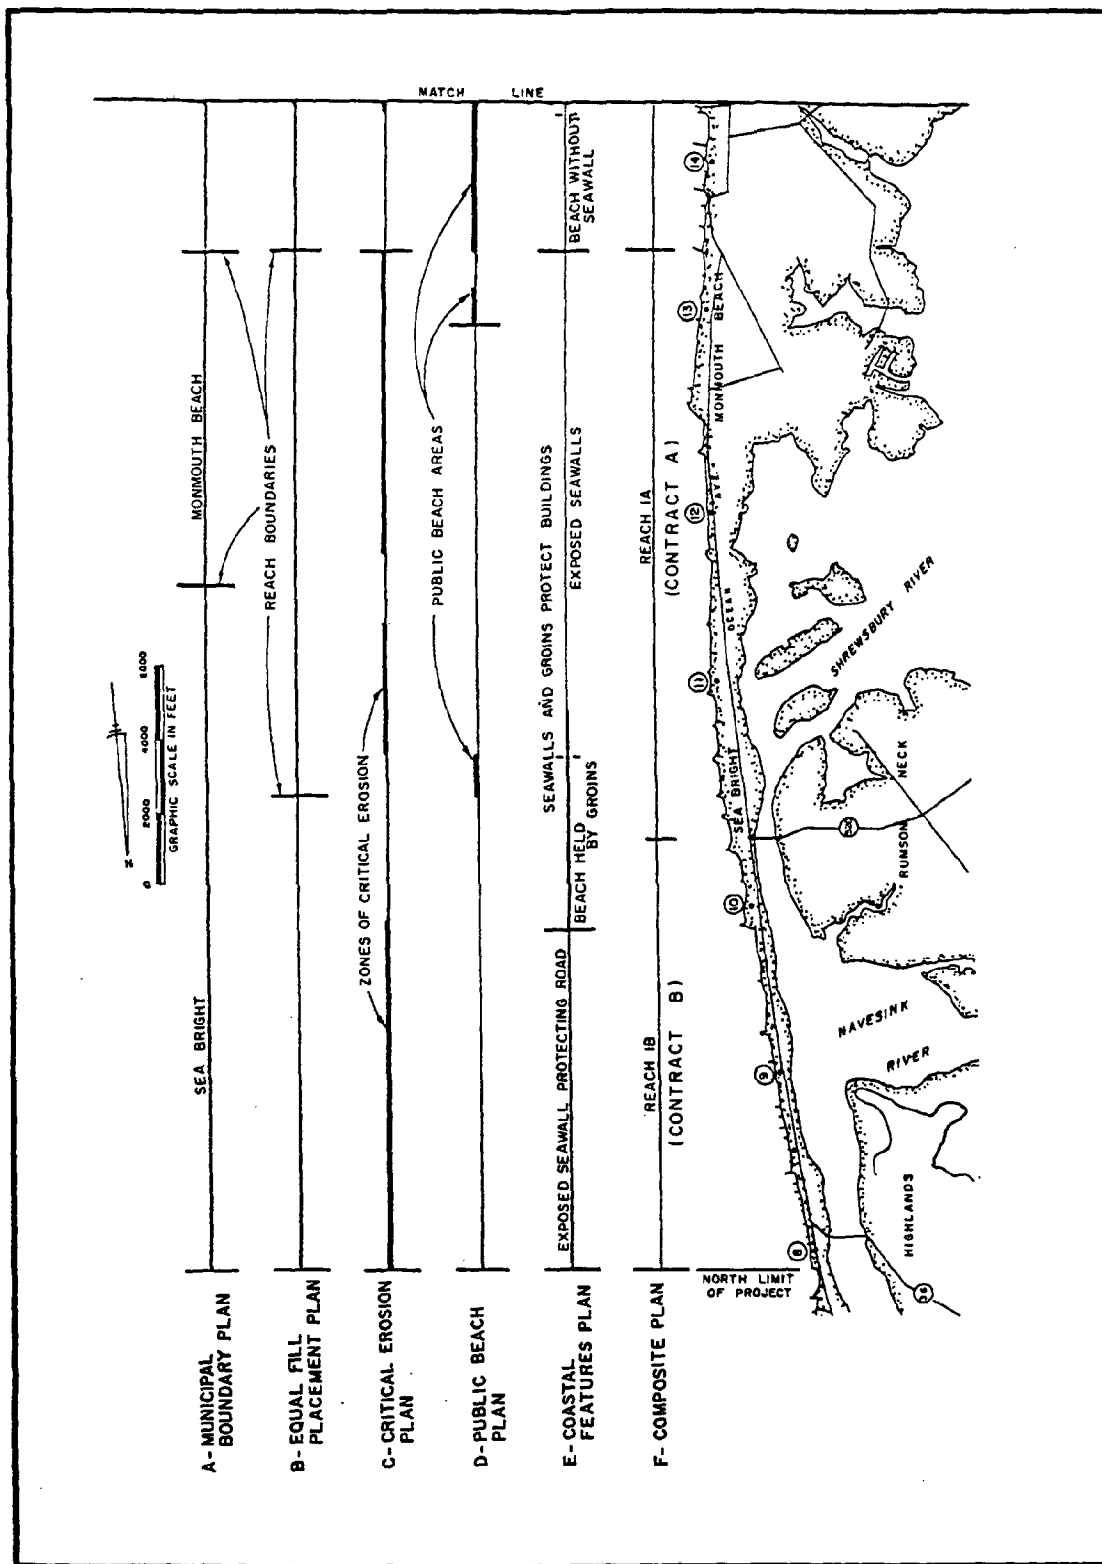 MATCH LINE
A-MUNICIPAL
BOUNDARY PLAN
SEA BRIGHT
MONMOUTH BEACH
N
0 2000 4000 6000
GRAPHIC SCALE IN FEET
B-EQUAL FILL
PLACEMENT PLAN
REACH BOUNDARIES
C-CRITICAL EROSION
PLAN
ZONES OF CRITICAL EROSION
D-PUBLIC BEACH
PLAN
PUBLIC BEACH AREAS
E-COASTAL
FEATURES PLAN
EXPOSED SEAWALL PROTECTING ROAD
BEACH HELD
BY GROINS
SEAWALLS AND GROINS PROTECT BUILDINGS
EXPOSED SEAWALLS
BEACH WITHOUT
SEAWALL
F-COMPOSITE PLAN
REACH 1B
(CONTRACT B)
REACH 1A
(CONTRACT A)
NORTH LIMIT
OF PROJECT
8
9
10
11
12
13
14
SEA BRIGHT
OCEAN AVE
MONMOUTH BEACH
36
HIGHLANDS
NAVESINK
RIVER
520
RUMSON NECK
SHREWSBURY RIVER